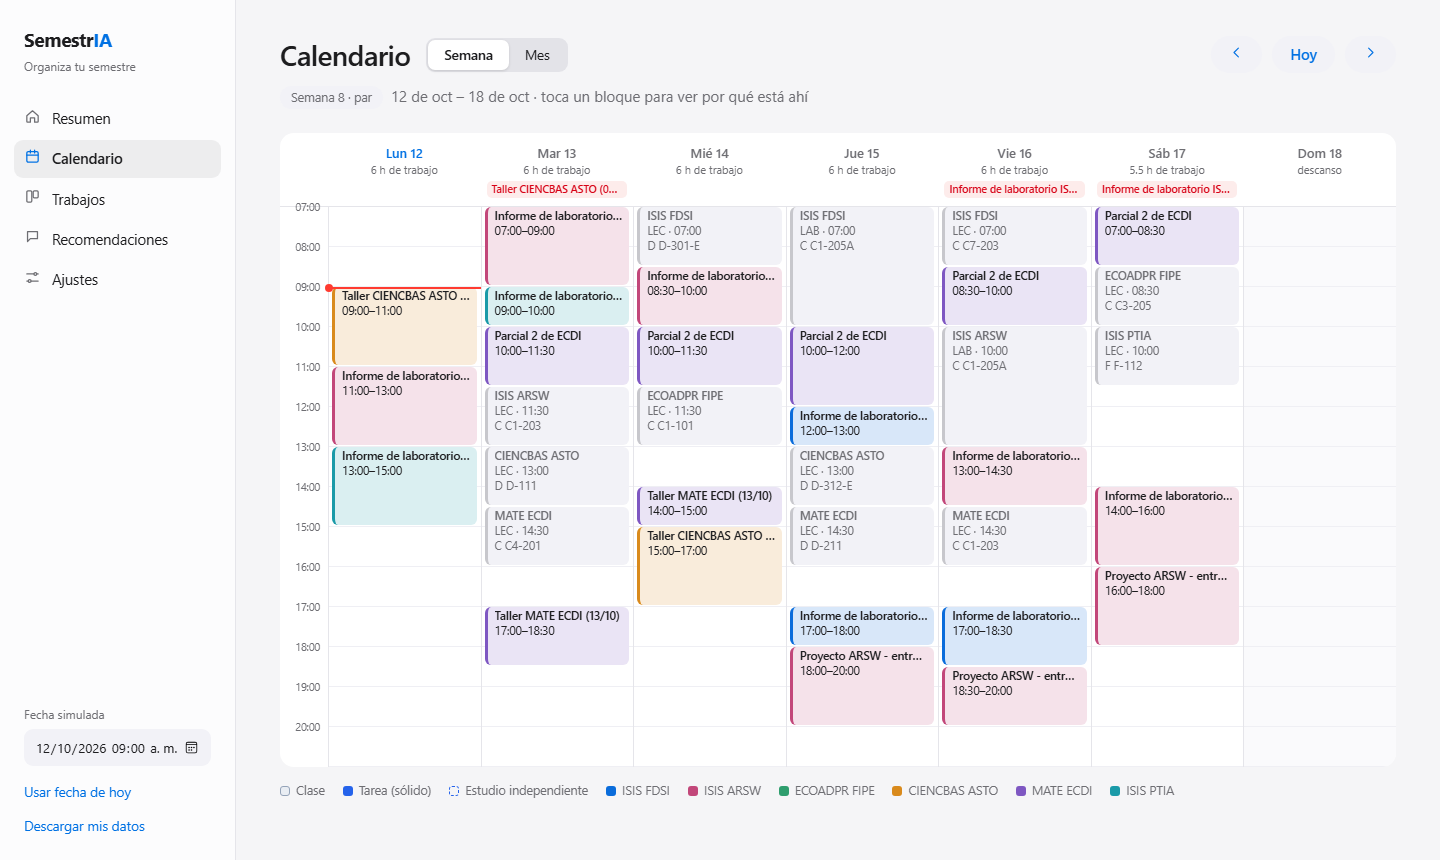 SemestrIA
Organiza tu semestre
Resumen
Calendario
Trabajos
Recomendaciones
Ajustes
Fecha simulada
12/10/2026 09:00 a. m.
Usar fecha de hoy
Descargar mis datos
Calendario
Semana
Mes
Hoy
Semana 8 · par
12 de oct – 18 de oct · toca un bloque para ver por qué está ahí
Lun 12
6 h de trabajo
Mar 13
6 h de trabajo
Taller CIENCBAS ASTO (0...
Mié 14
6 h de trabajo
Jue 15
6 h de trabajo
Vie 16
6 h de trabajo
Informe de laboratorio IS...
Sáb 17
5.5 h de trabajo
Informe de laboratorio IS...
Dom 18
descanso
07:00
08:00
09:00
10:00
11:00
12:00
13:00
14:00
15:00
16:00
17:00
18:00
19:00
20:00
Taller CIENCBAS ASTO ...
09:00–11:00
Informe de laboratorio...
11:00–13:00
Informe de laboratorio...
13:00–15:00
Informe de laboratorio...
07:00–09:00
Informe de laboratorio...
09:00–10:00
Parcial 2 de ECDI
10:00–11:30
ISIS ARSW
LEC · 11:30
C C1-203
CIENCBAS ASTO
LEC · 13:00
D D-111
MATE ECDI
LEC · 14:30
C C4-201
Taller MATE ECDI (13/10)
17:00–18:30
ISIS FDSI
LEC · 07:00
D D-301-E
Informe de laboratorio...
08:30–10:00
Parcial 2 de ECDI
10:00–11:30
ECOADPR FIPE
LEC · 11:30
C C1-101
Taller MATE ECDI (13/10)
14:00–15:00
Taller CIENCBAS ASTO ...
15:00–17:00
ISIS FDSI
LAB · 07:00
C C1-205A
Parcial 2 de ECDI
10:00–12:00
Informe de laboratorio...
12:00–13:00
CIENCBAS ASTO
LEC · 13:00
D D-312-E
MATE ECDI
LEC · 14:30
D D-211
Informe de laboratorio...
17:00–18:00
Proyecto ARSW - entr...
18:00–20:00
ISIS FDSI
LEC · 07:00
C C7-203
Parcial 2 de ECDI
08:30–10:00
ISIS ARSW
LAB · 10:00
C C1-205A
Informe de laboratorio...
13:00–14:30
MATE ECDI
LEC · 14:30
C C1-203
Informe de laboratorio...
17:00–18:30
Proyecto ARSW - entr...
18:30–20:00
Parcial 2 de ECDI
07:00–08:30
ECOADPR FIPE
LEC · 08:30
C C3-205
ISIS PTIA
LEC · 10:00
F F-112
Informe de laboratorio...
14:00–16:00
Proyecto ARSW - entr...
16:00–18:00
Clase
Tarea (sólido)
Estudio independiente
ISIS FDSI
ISIS ARSW
ECOADPR FIPE
CIENCBAS ASTO
MATE ECDI
ISIS PTIA